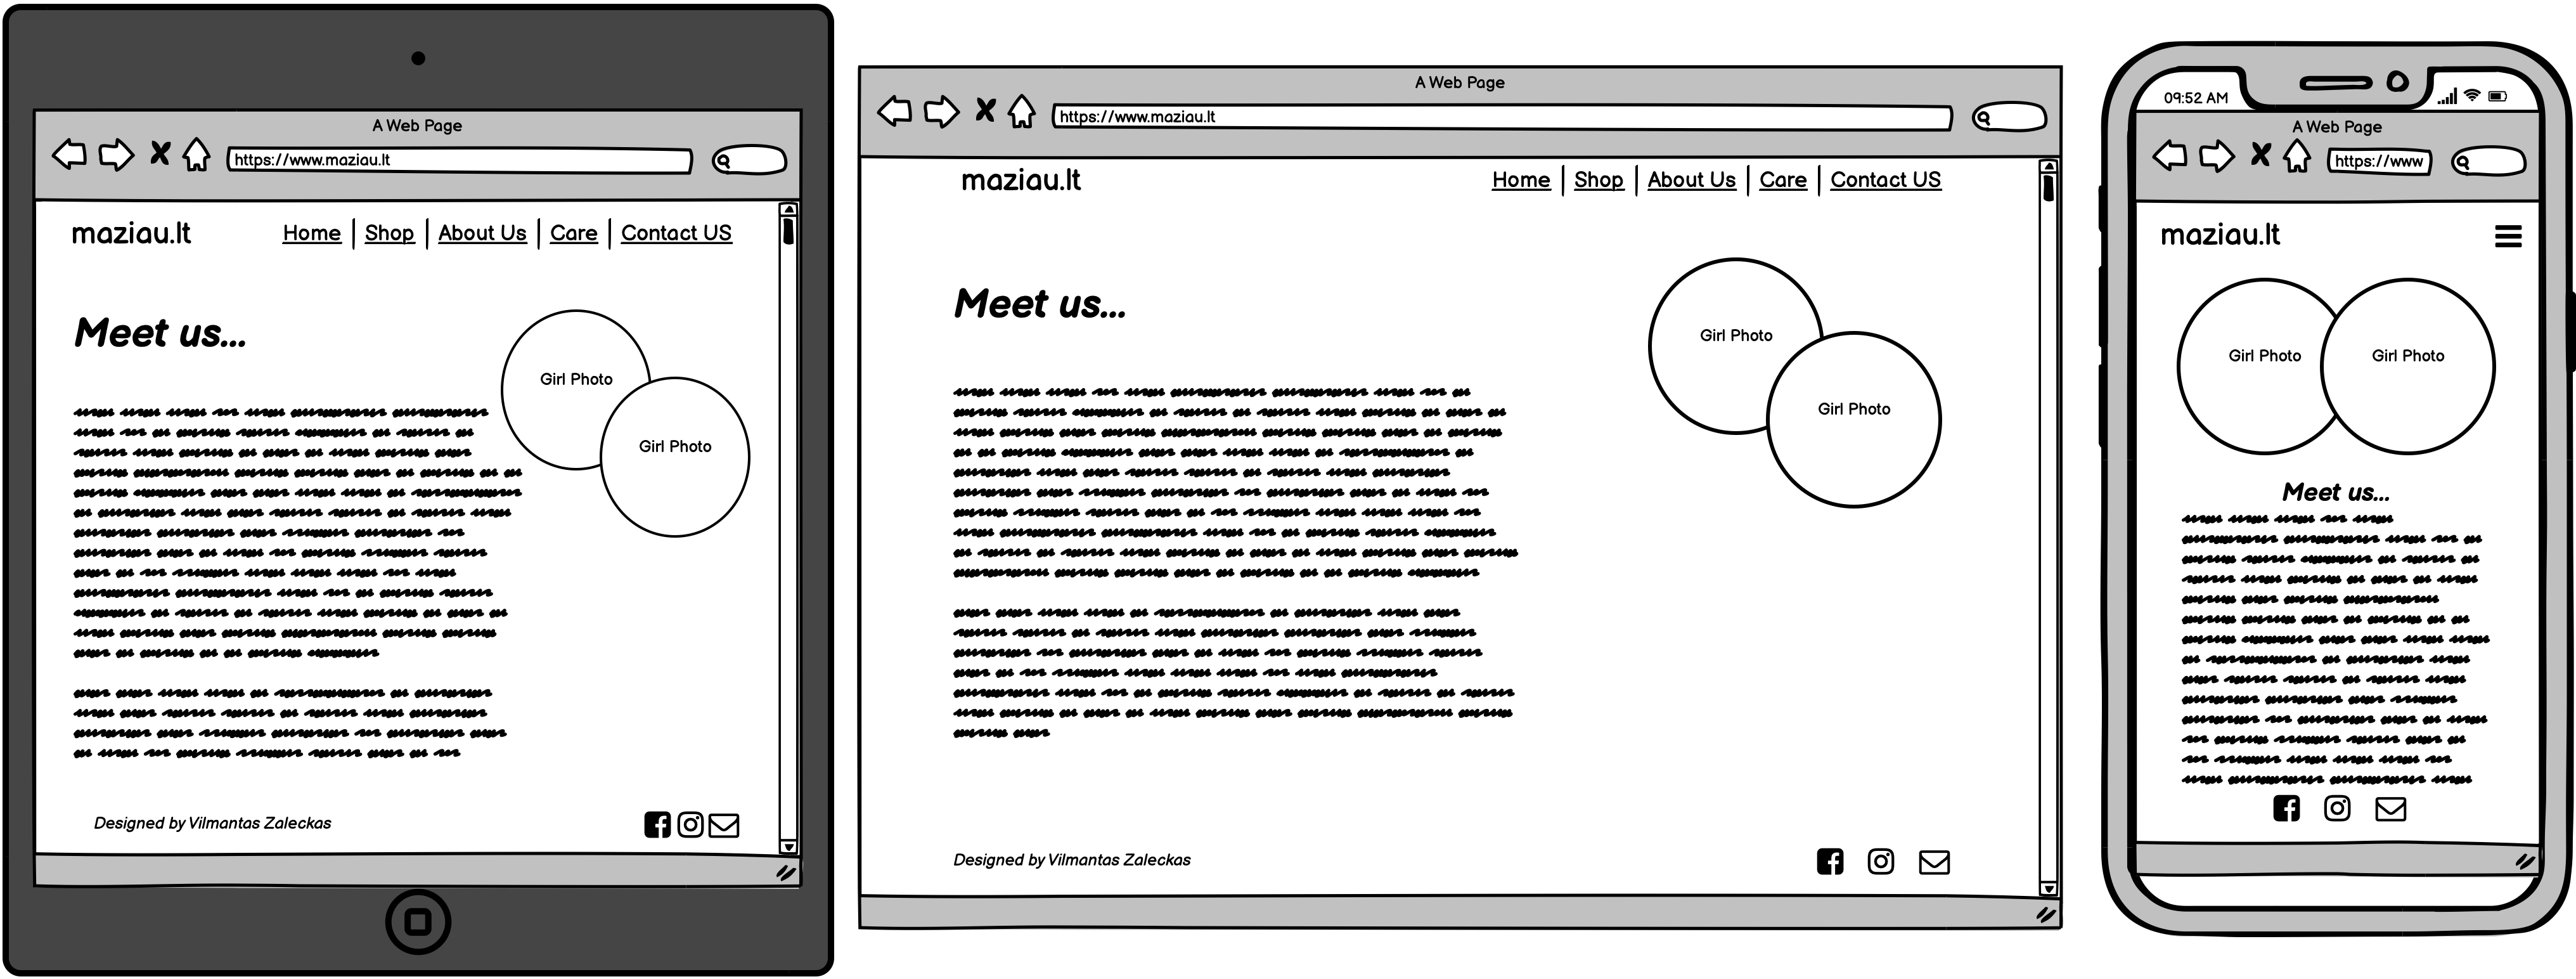 A Web Page
https://www.maziau.lt
maziau.lt
Home | Shop | About Us | Care | Contact US
Meet us...
Girl Photo
Girl Photo
Designed by Vilmantas Zaleckas
A Web Page
https://www.maziau.lt
maziau.lt
Home | Shop | About Us | Care | Contact US
Meet us...
Girl Photo
Girl Photo
Designed by Vilmantas Zaleckas
09:52 AM
A Web Page
https://www
maziau.lt
Girl Photo Girl Photo
Meet us...